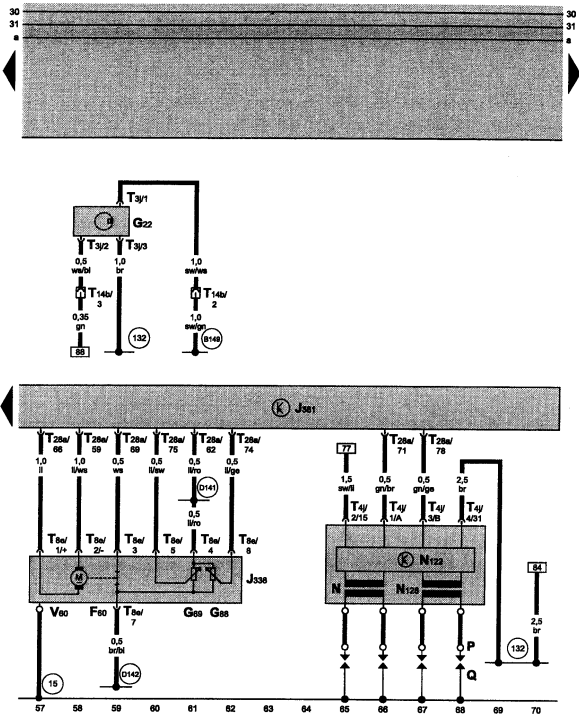 30 30
31 31
a a
T3j/1
G22
T3j/2 T3j/3
0,5 1,0 1,0
ws/bl br sw/ws
T14b/ T14b/
3 2
0,35 1,0
gn sw/gn
88 132 B149
J361
T28a/ T28a/ T28a/ T28a/ T28a/ T28a/ T28a/ T28a/
66 59 69 75 62 74 71 78
77
1,0 1,0 0,5 0,5 0,5 0,5 1,5 0,5 0,5 2,5
li li/ws ws li/sw li/ro li/ge sw/li gn/br gn/ge br
D141
0,5
li/ro
T4j/ T4j/ T4j/ T4j/
2/15 1/A 3/B 4/31
T8e/ T8e/ T8e/ T8e/ T8e/ T8e/
1/+ 2/- 3 5 4 6
N122
M J338
84
N N128
V60 F60 T8e/ G69 G88
7
0,5 2,5
br/bl br
P
132
Q
15 D142
57 58 59 60 61 62 63 64 65 66 67 68 69 70